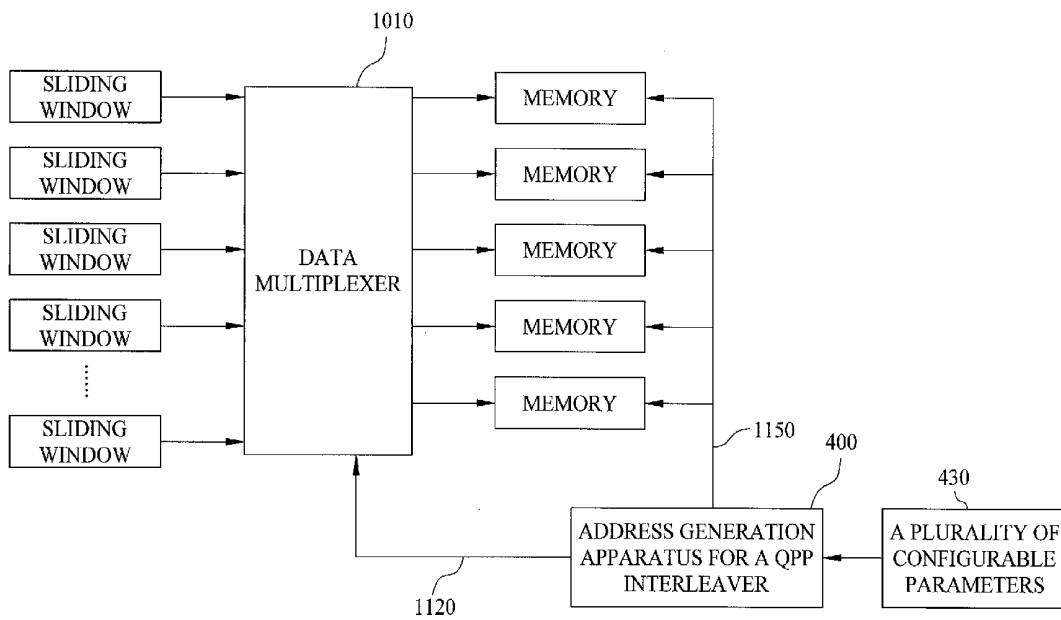 1010
SLIDING
WINDOW
MEMORY
SLIDING
WINDOW
MEMORY
SLIDING
WINDOW
DATA
MULTIPLEXER
MEMORY
SLIDING
WINDOW
MEMORY
SLIDING
WINDOW
MEMORY
1150
400
430
ADDRESS GENERATION
APPARATUS FOR A QPP
INTERLEAVER
A PLURALITY OF
CONFIGURABLE
PARAMETERS
1120